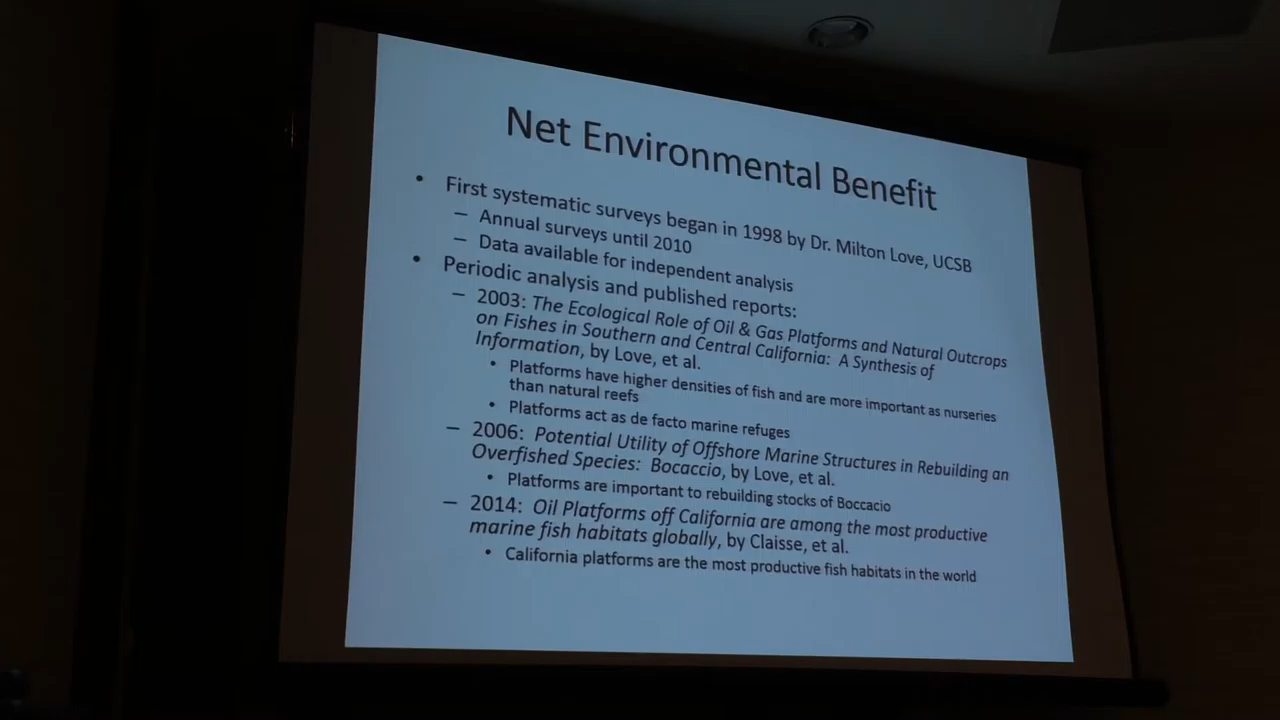 Net Environmental Benefit
• First systematic surveys began in 1998 by Dr. Milton Love, UCSB
– Annual surveys until 2010
– Data available for independent analysis
• Periodic analysis and published reports:
– 2003: The Ecological Role of Oil & Gas Platforms and Natural Outcrops
on Fishes in Southern and Central California: A Synthesis of
Information, by Love, et al.
• Platforms have higher densities of fish and are more important as nurseries
than natural reefs
• Platforms act as de facto marine refuges
– 2006: Potential Utility of Offshore Marine Structures in Rebuilding an
Overfished Species: Bocaccio, by Love, et al.
• Platforms are important to rebuilding stocks of Boccacio
– 2014: Oil Platforms off California are among the most productive
marine fish habitats globally, by Claisse, et al.
• California platforms are the most productive fish habitats in the world